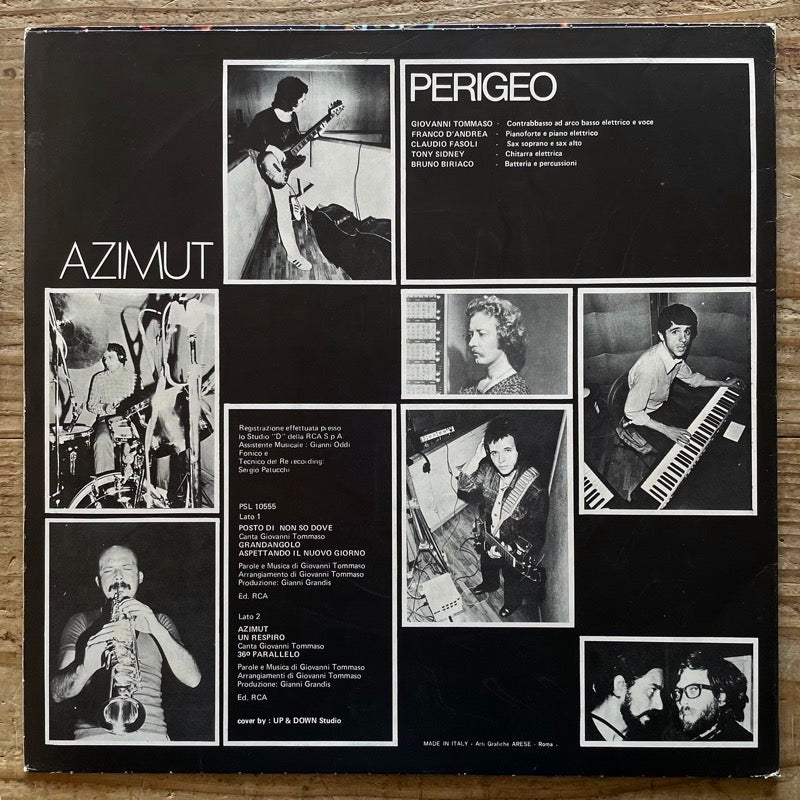 PERIGEO
GIOVANNI TOMMASO - Contrabbasso ad arco basso elettrico e voce
FRANCO D'ANDREA - Pianoforte e piano elettrico
CLAUDIO FASOLI - Sax soprano e sax alto
TONY SIDNEY - Chitarra elettrica
BRUNO BIRIACO - Batteria e percussioni
AZIMUT
Registrazione effettuata presso
lo Studio "D" della RCA S p A
Assistente Musicale : Gianni Oddi
Fonico e
Tecnico del Re recording:
Sergio Patucchi
PSL 10555
Lato 1
POSTO DI NON SO DOVE
Canta Giovanni Tommaso
GRANDANGOLO
ASPETTANDO IL NUOVO GIORNO
Parole e Musica di Giovanni Tommaso
Arrangiamento di Giovanni Tommaso
Produzione: Gianni Grandis
Ed. RCA
Lato 2
AZIMUT
UN RESPIRO
Canta Giovanni Tommaso
36º PARALLELO
Parole e Musica di Giovanni Tommaso
Arrangiamenti di Giovanni Tommaso
Produzione: Gianni Grandis
Ed. RCA
cover by : UP & DOWN Studio
MADE IN ITALY - Arti Grafiche ARESE - Roma -